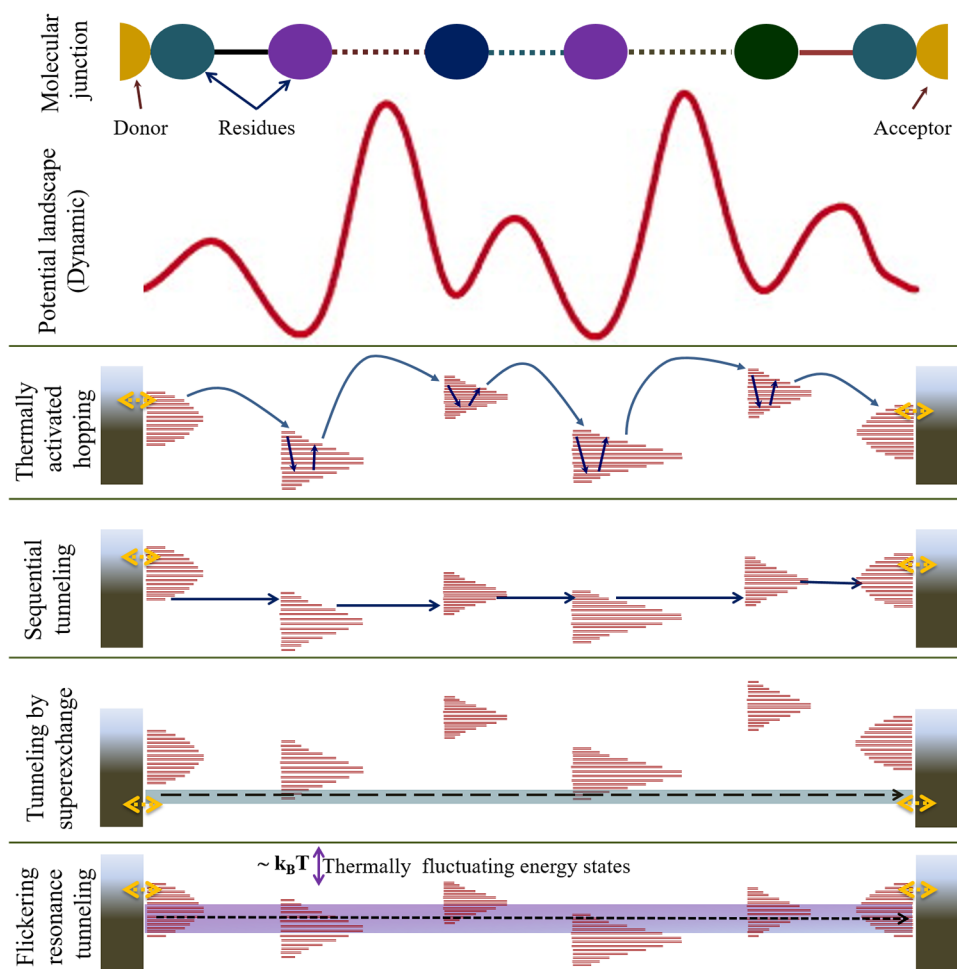 Molecular
junction
Donor
Residues
Acceptor
Potential landscape
(Dynamic)
Thermally
activated
hopping
Sequential
tunneling
Tunneling by
superexchange
~ kBT
Thermally fluctuating energy states
Flickering
resonance
tunneling